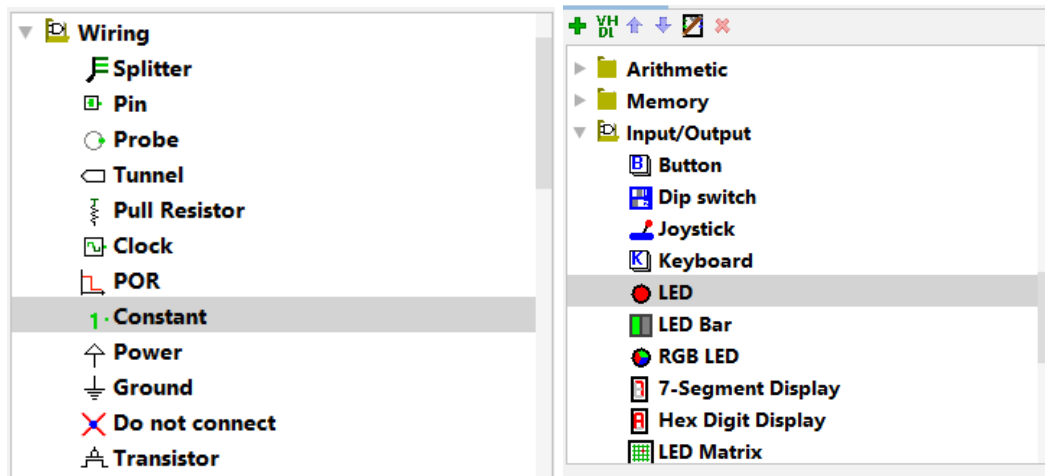 Wiring
Splitter
Pin
Probe
Tunnel
Pull Resistor
Clock
POR
1 Constant
Power
Ground
Do not connect
Transistor
VH
DL
Arithmetic
Memory
Input/Output
B Button
Dip switch
Joystick
K Keyboard
LED
LED Bar
RGB LED
7-Segment Display
A Hex Digit Display
LED Matrix